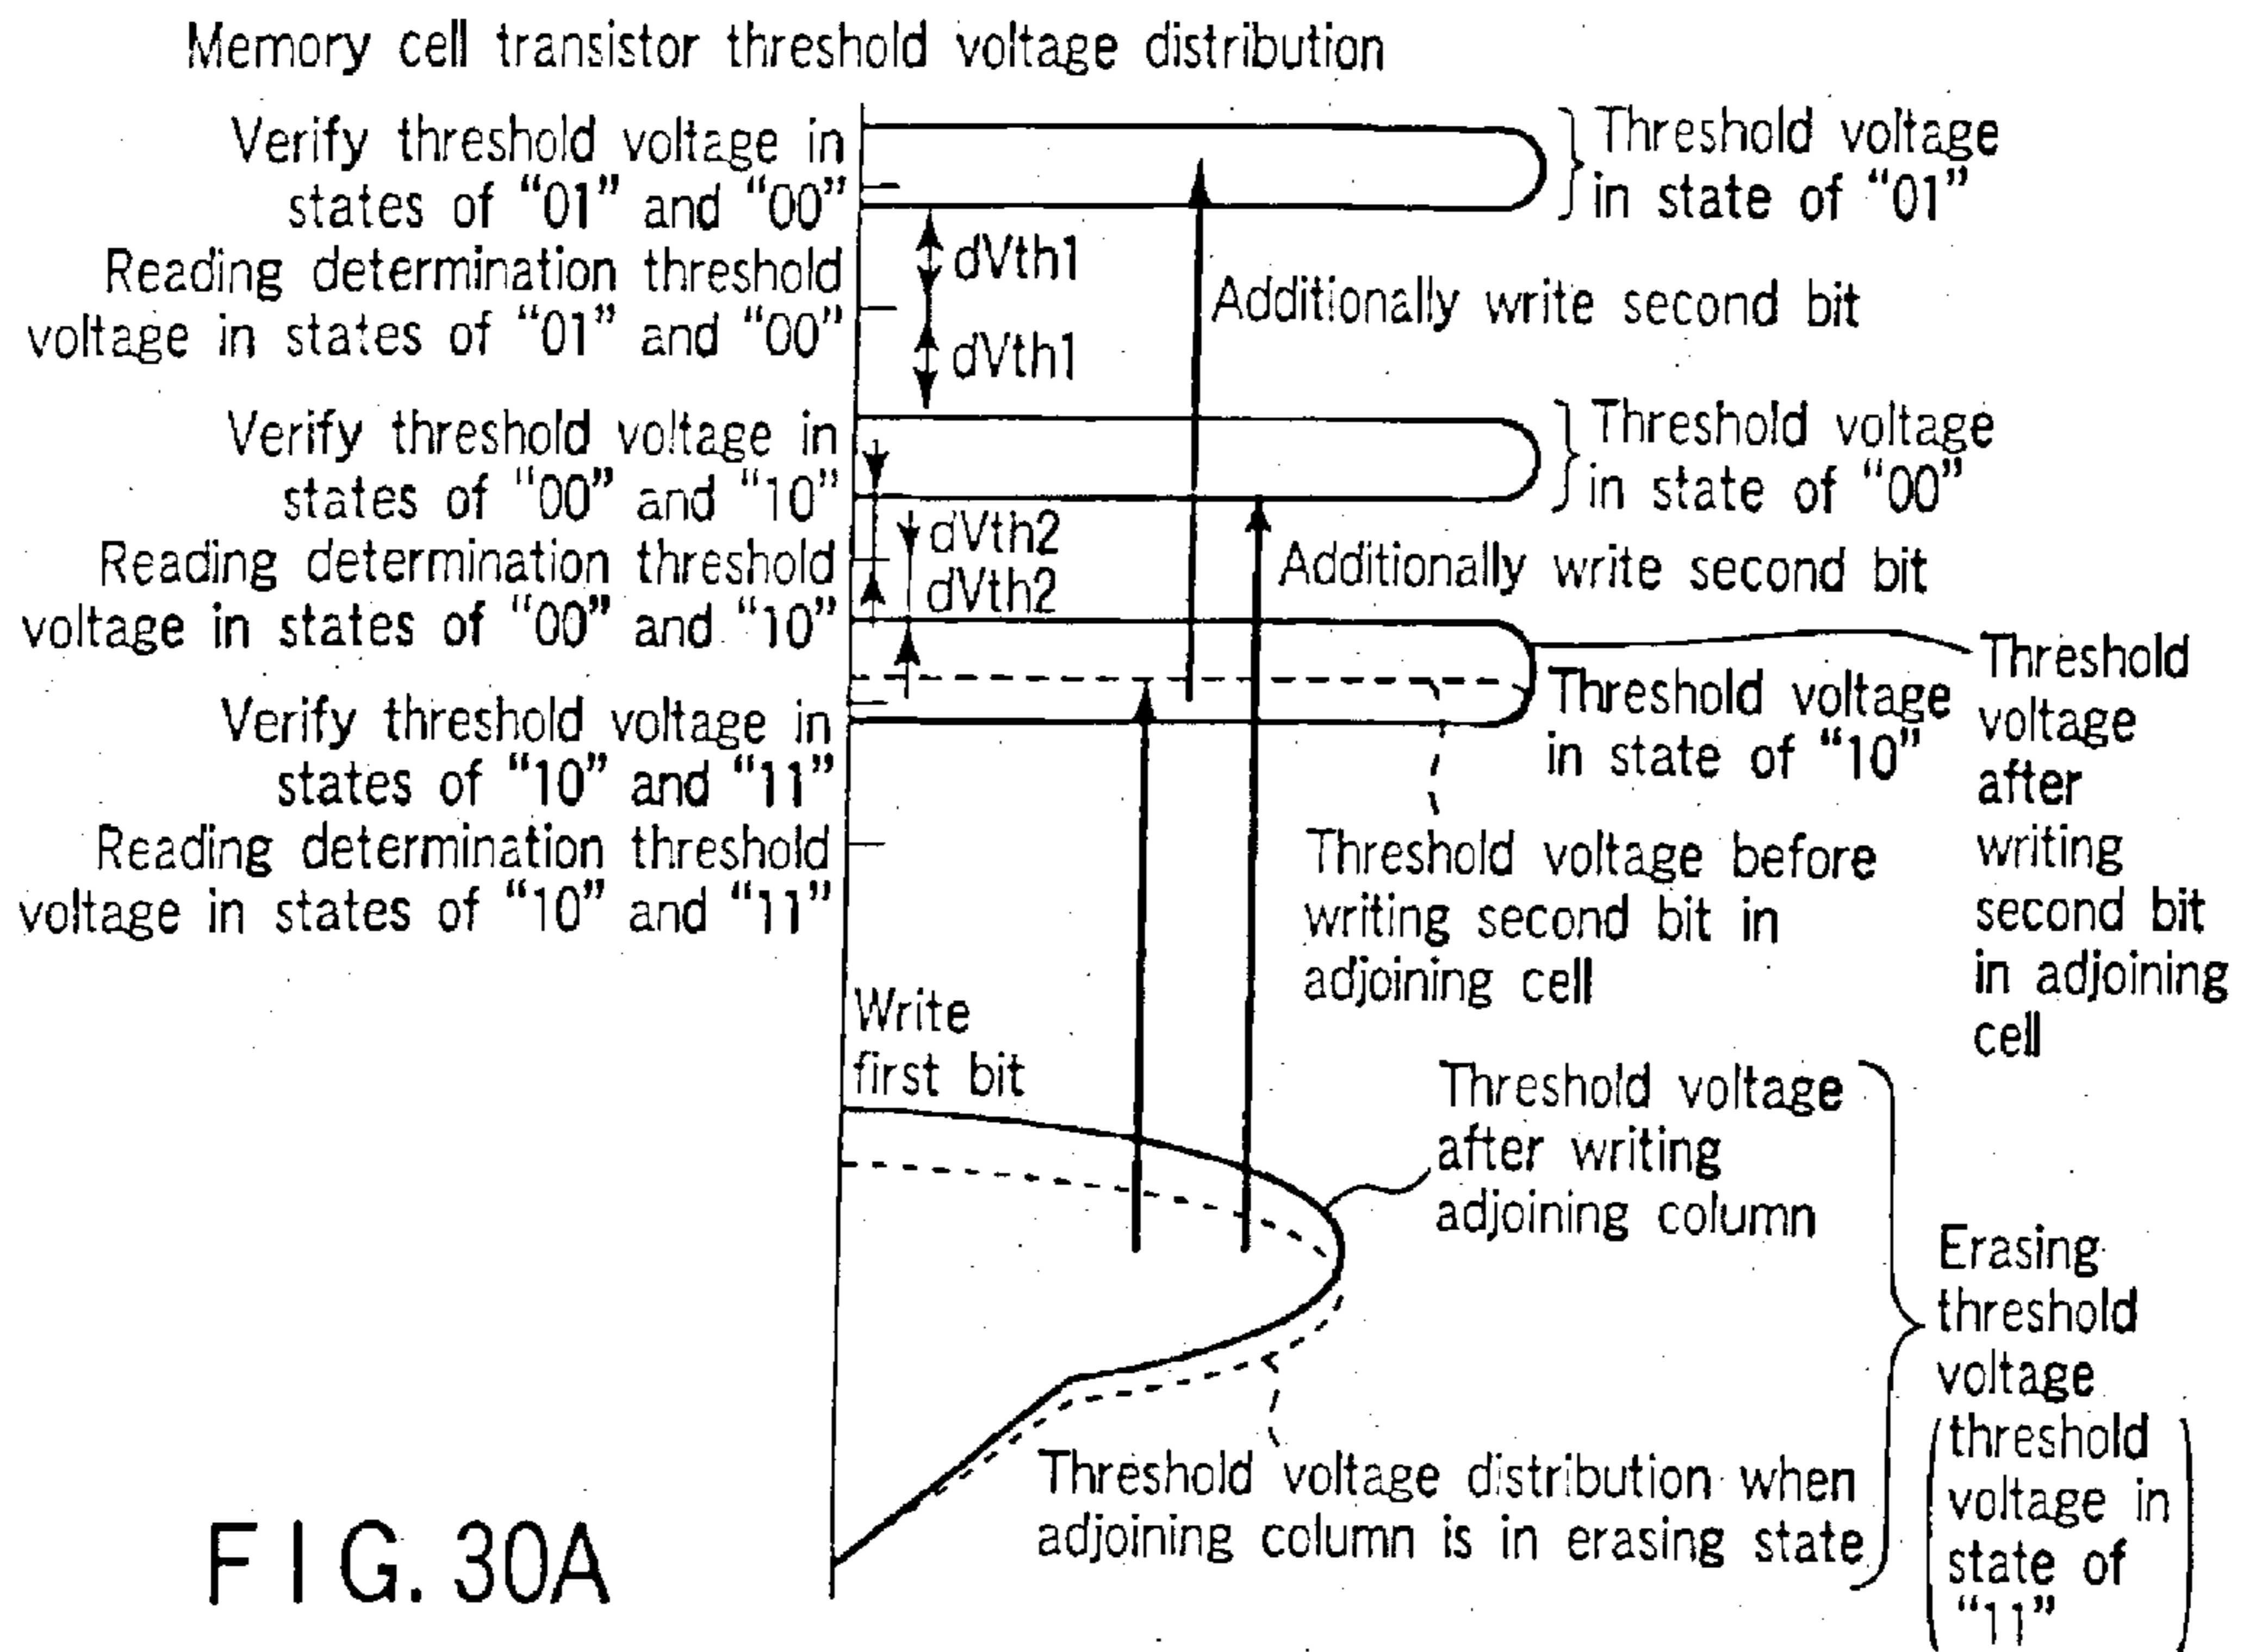 Memory cell transistor threshold voltage distribution
Verify threshold voltage in
states of “01” and “00”
Reading determination threshold
voltage in states of “01” and “00”
Verify threshold voltage in
states of “00” and “10”
Reading determination threshold
voltage in states of “00” and “10”
Verify threshold voltage in
states of “10” and “11”
Reading determination threshold
voltage in states of “10” and “11”
dVth1
dVth1
dVth2
dVth2
Threshold voltage
in state of “01”
Additionally write second bit
Threshold voltage
in state of “00”
Additionally write second bit
Threshold voltage
in state of “10”
Threshold
voltage
after
writing
second bit
in adjoining
cell
Threshold voltage before
writing second bit in
adjoining cell
Write
first bit
Threshold voltage
after writing
adjoining column
Threshold voltage distribution when
adjoining column is in erasing state
Erasing
threshold
voltage
(threshold
voltage in
state of
“11”)
FIG. 30A